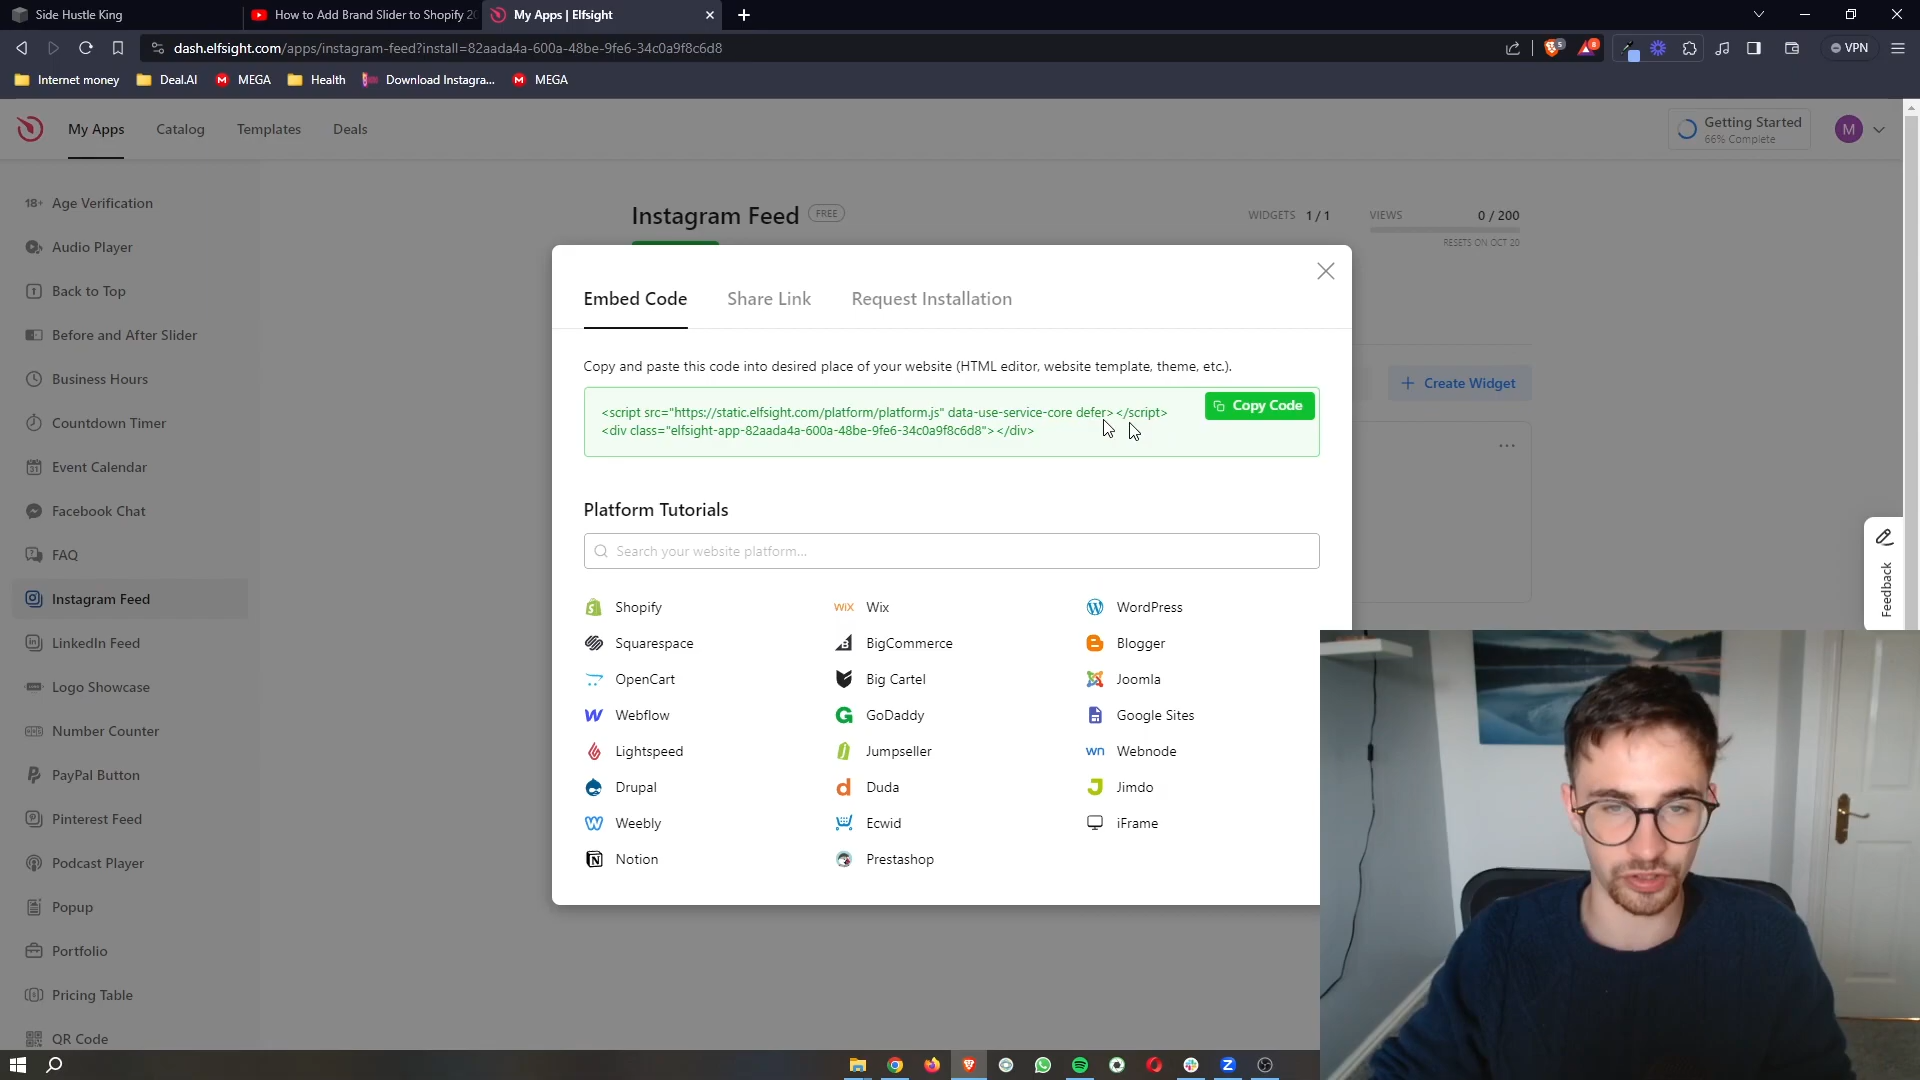 Side Hustle King
How to Add Brand Slider to Shopify 20
My Apps | Elfsight
dash.elfsight.com/apps/instagram-feed?install=82aada4a-600a-48be-9fe6-34c0a9f8c6d8
5
8
VPN
Internet money
Deal.AI
MEGA
Health
Download Instagra...
MEGA
My Apps
Catalog
Templates
Deals
Getting Started
66% Complete
M
18+ Age Verification
Audio Player
Back to Top
Before and After Slider
Business Hours
Countdown Timer
Event Calendar
Facebook Chat
FAQ
Instagram Feed
LinkedIn Feed
Logo Showcase
Number Counter
PayPal Button
Pinterest Feed
Podcast Player
Popup
Portfolio
Pricing Table
QR Code
Instagram Feed FREE
WIDGETS 1 / 1
VIEWS 0 / 200
RESETS ON OCT 20
+ Create Widget
Embed Code
Share Link
Request Installation
Copy and paste this code into desired place of your website (HTML editor, website template, theme, etc.).
<script src="https://static.elfsight.com/platform/platform.js" data-use-service-core defer></script>
<div class="elfsight-app-82aada4a-600a-48be-9fe6-34c0a9f8c6d8"></div>
Copy Code
Platform Tutorials
Search your website platform...
Shopify
WiX Wix
WordPress
Squarespace
BigCommerce
Blogger
OpenCart
Big Cartel
Joomla
Webflow
GoDaddy
Google Sites
Lightspeed
Jumpseller
wn Webnode
Drupal
Duda
Jimdo
Weebly
Ecwid
iFrame
Notion
Prestashop
Feedback